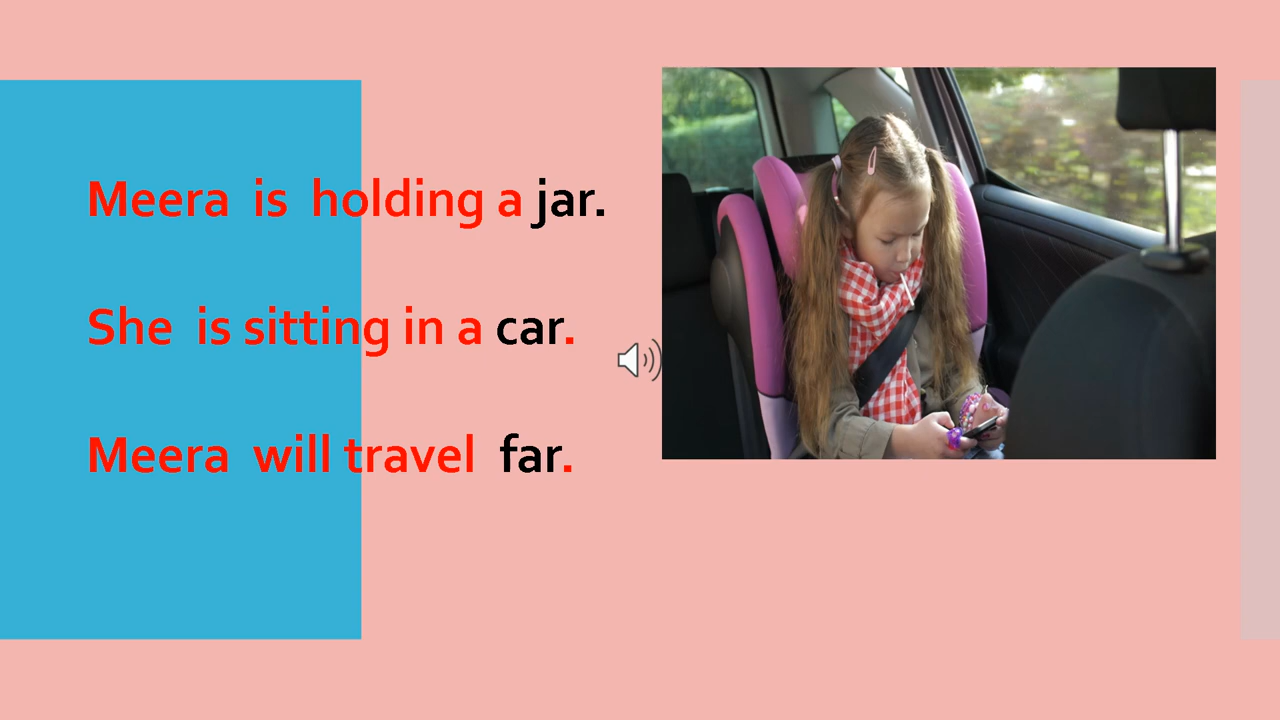 Meera is holding a jar.
She is sitting in a car.
Meera will travel far.